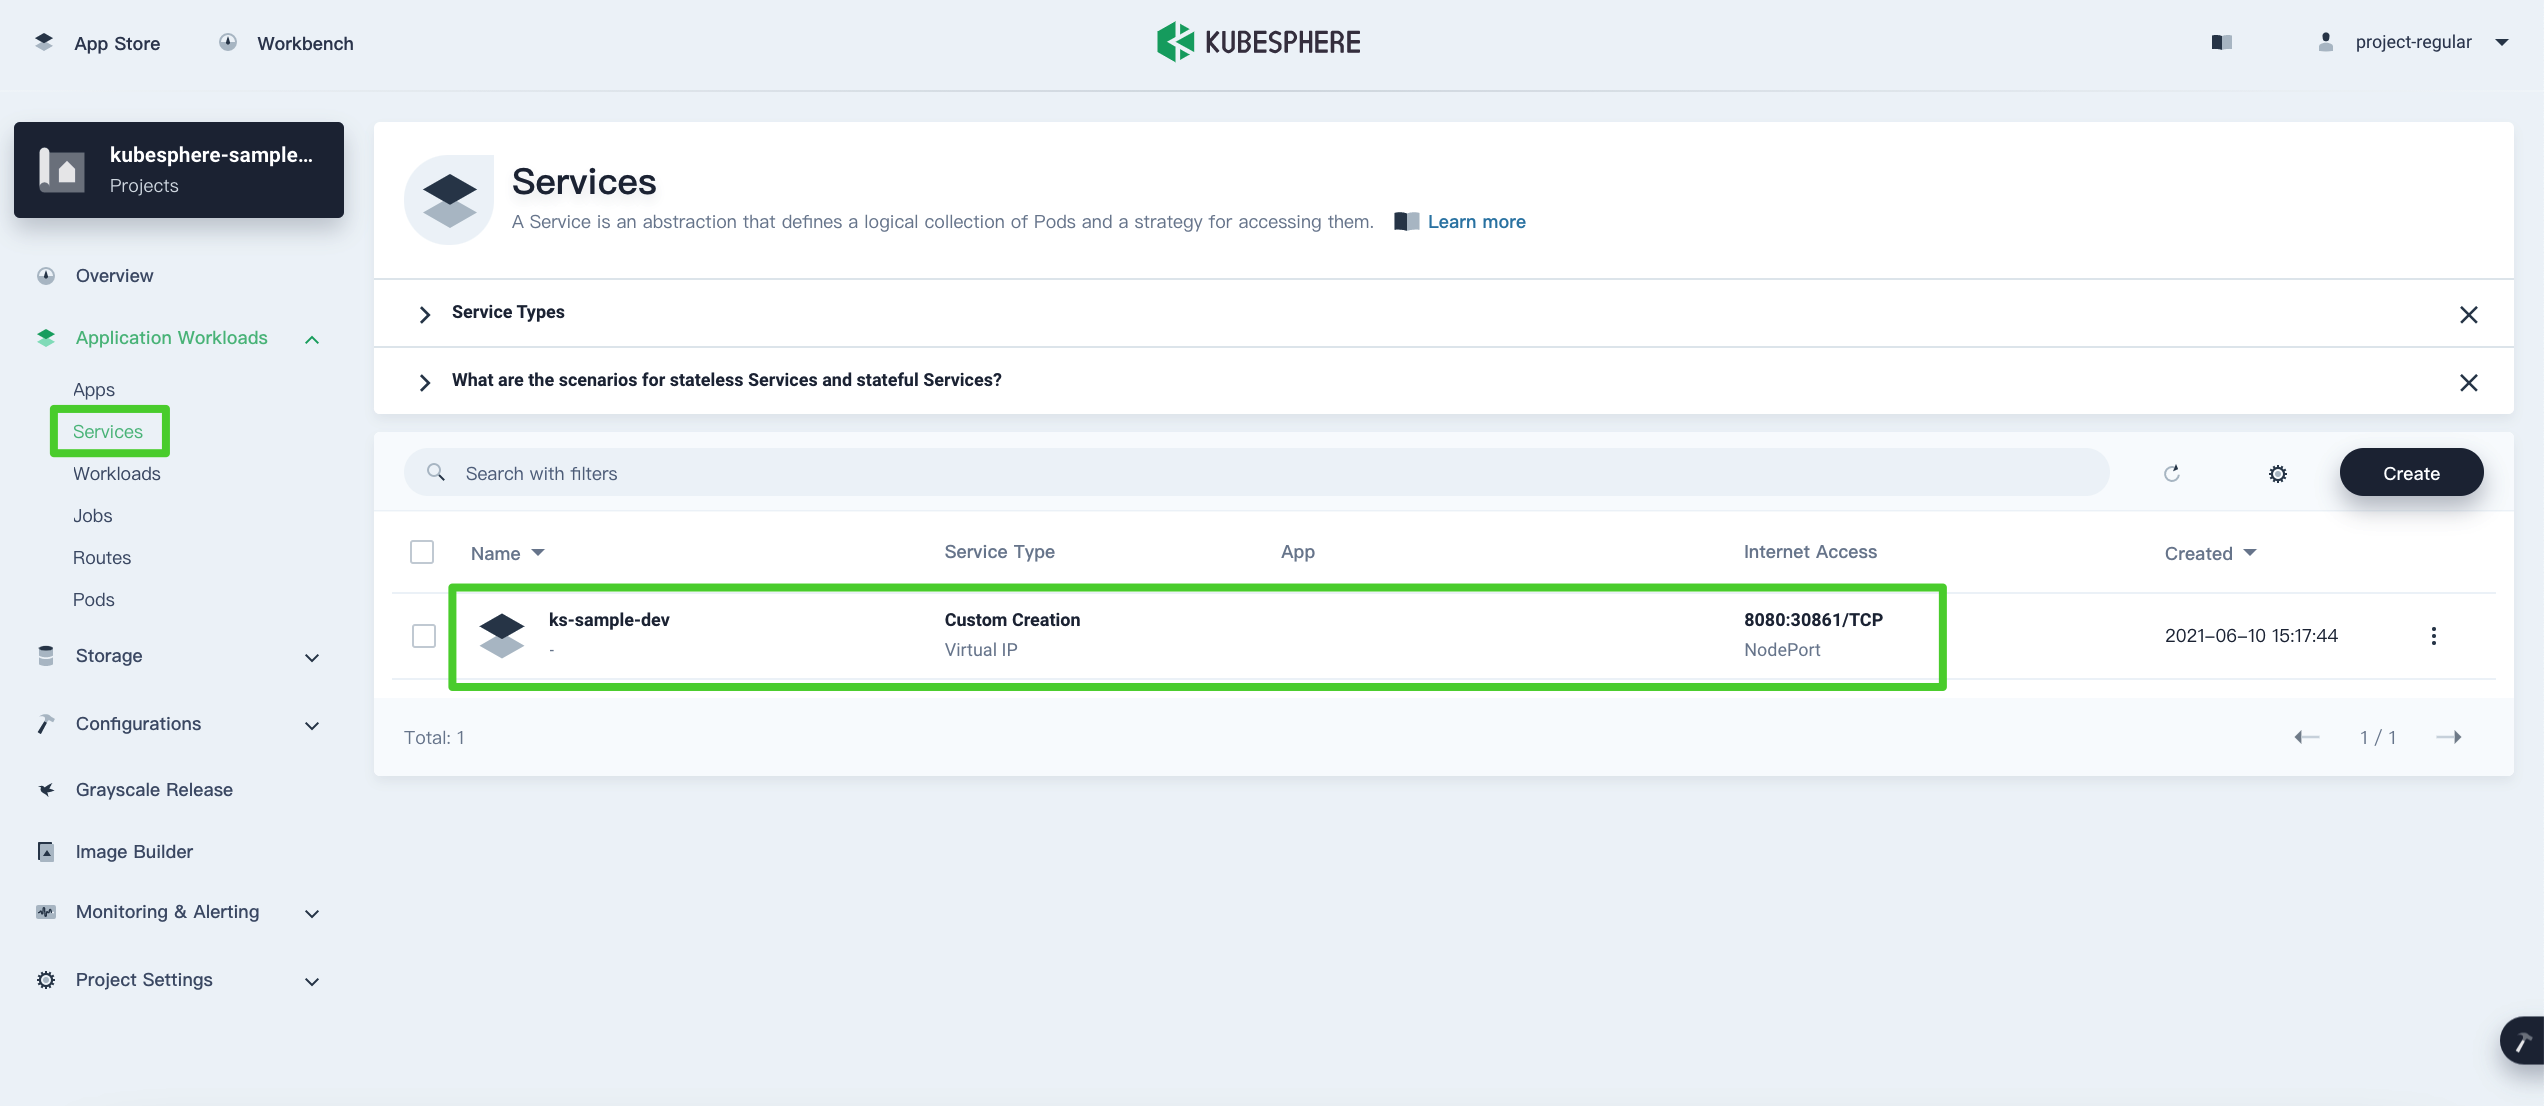 App Store
Workbench
KUBESPHERE
project-regular
kubesphere-sample...
Projects
Overview
Application Workloads
Apps
Services
Workloads
Jobs
Routes
Pods
Storage
Configurations
Grayscale Release
Image Builder
Monitoring & Alerting
Project Settings
Services
A Service is an abstraction that defines a logical collection of Pods and a strategy for accessing them. Learn more
Service Types
What are the scenarios for stateless Services and stateful Services?
Search with filters
Create
Name Service Type App Internet Access Created
ks-sample-dev Custom Creation 8080:30861/TCP 2021-06-10 15:17:44
- Virtual IP NodePort
Total: 1
1 / 1